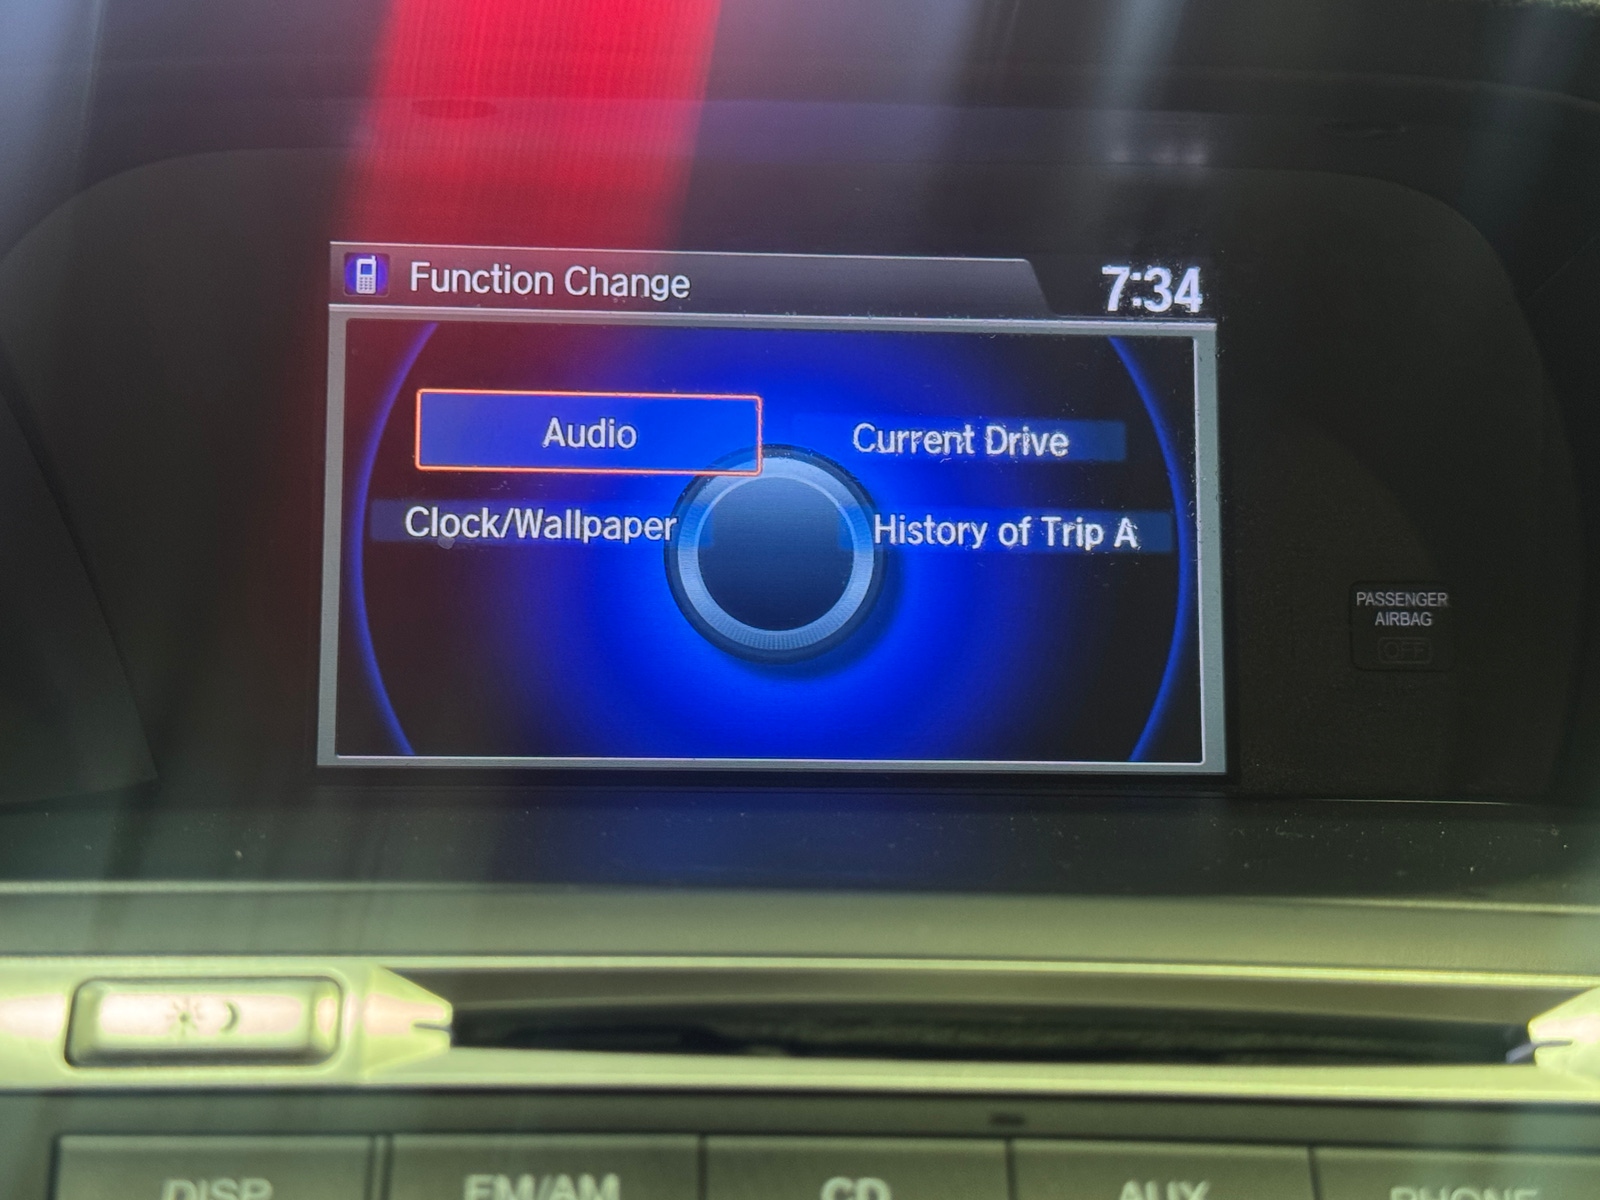 Function Change
7:34
Audio
Current Drive
Clock/Wallpaper
History of Trip A
PASSENGER
AIRBAG
OFF
DISP
FM/AM
CD
AUX
PHONE